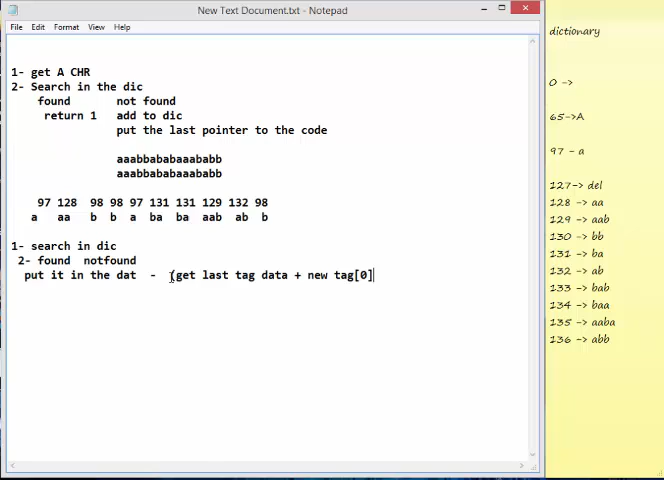 New Text Document.txt - Notepad
File Edit Format View Help
1- get A CHR
2- Search in the dic
found not found
return 1 add to dic
put the last pointer to the code
aaabbababaaababb
aaabbababaaababb
97 128 98 98 97 131 131 129 132 98
a aa b b a ba ba aab ab b
1- search in dic
2- found notfound
put it in the dat - (get last tag data + new tag[0]
dictionary
0 ->
65->A
97 - a
127-> del
128 -> aa
129 -> aab
130 -> bb
131 -> ba
132 -> ab
133 -> bab
134 -> baa
135 -> aaba
136 -> abb